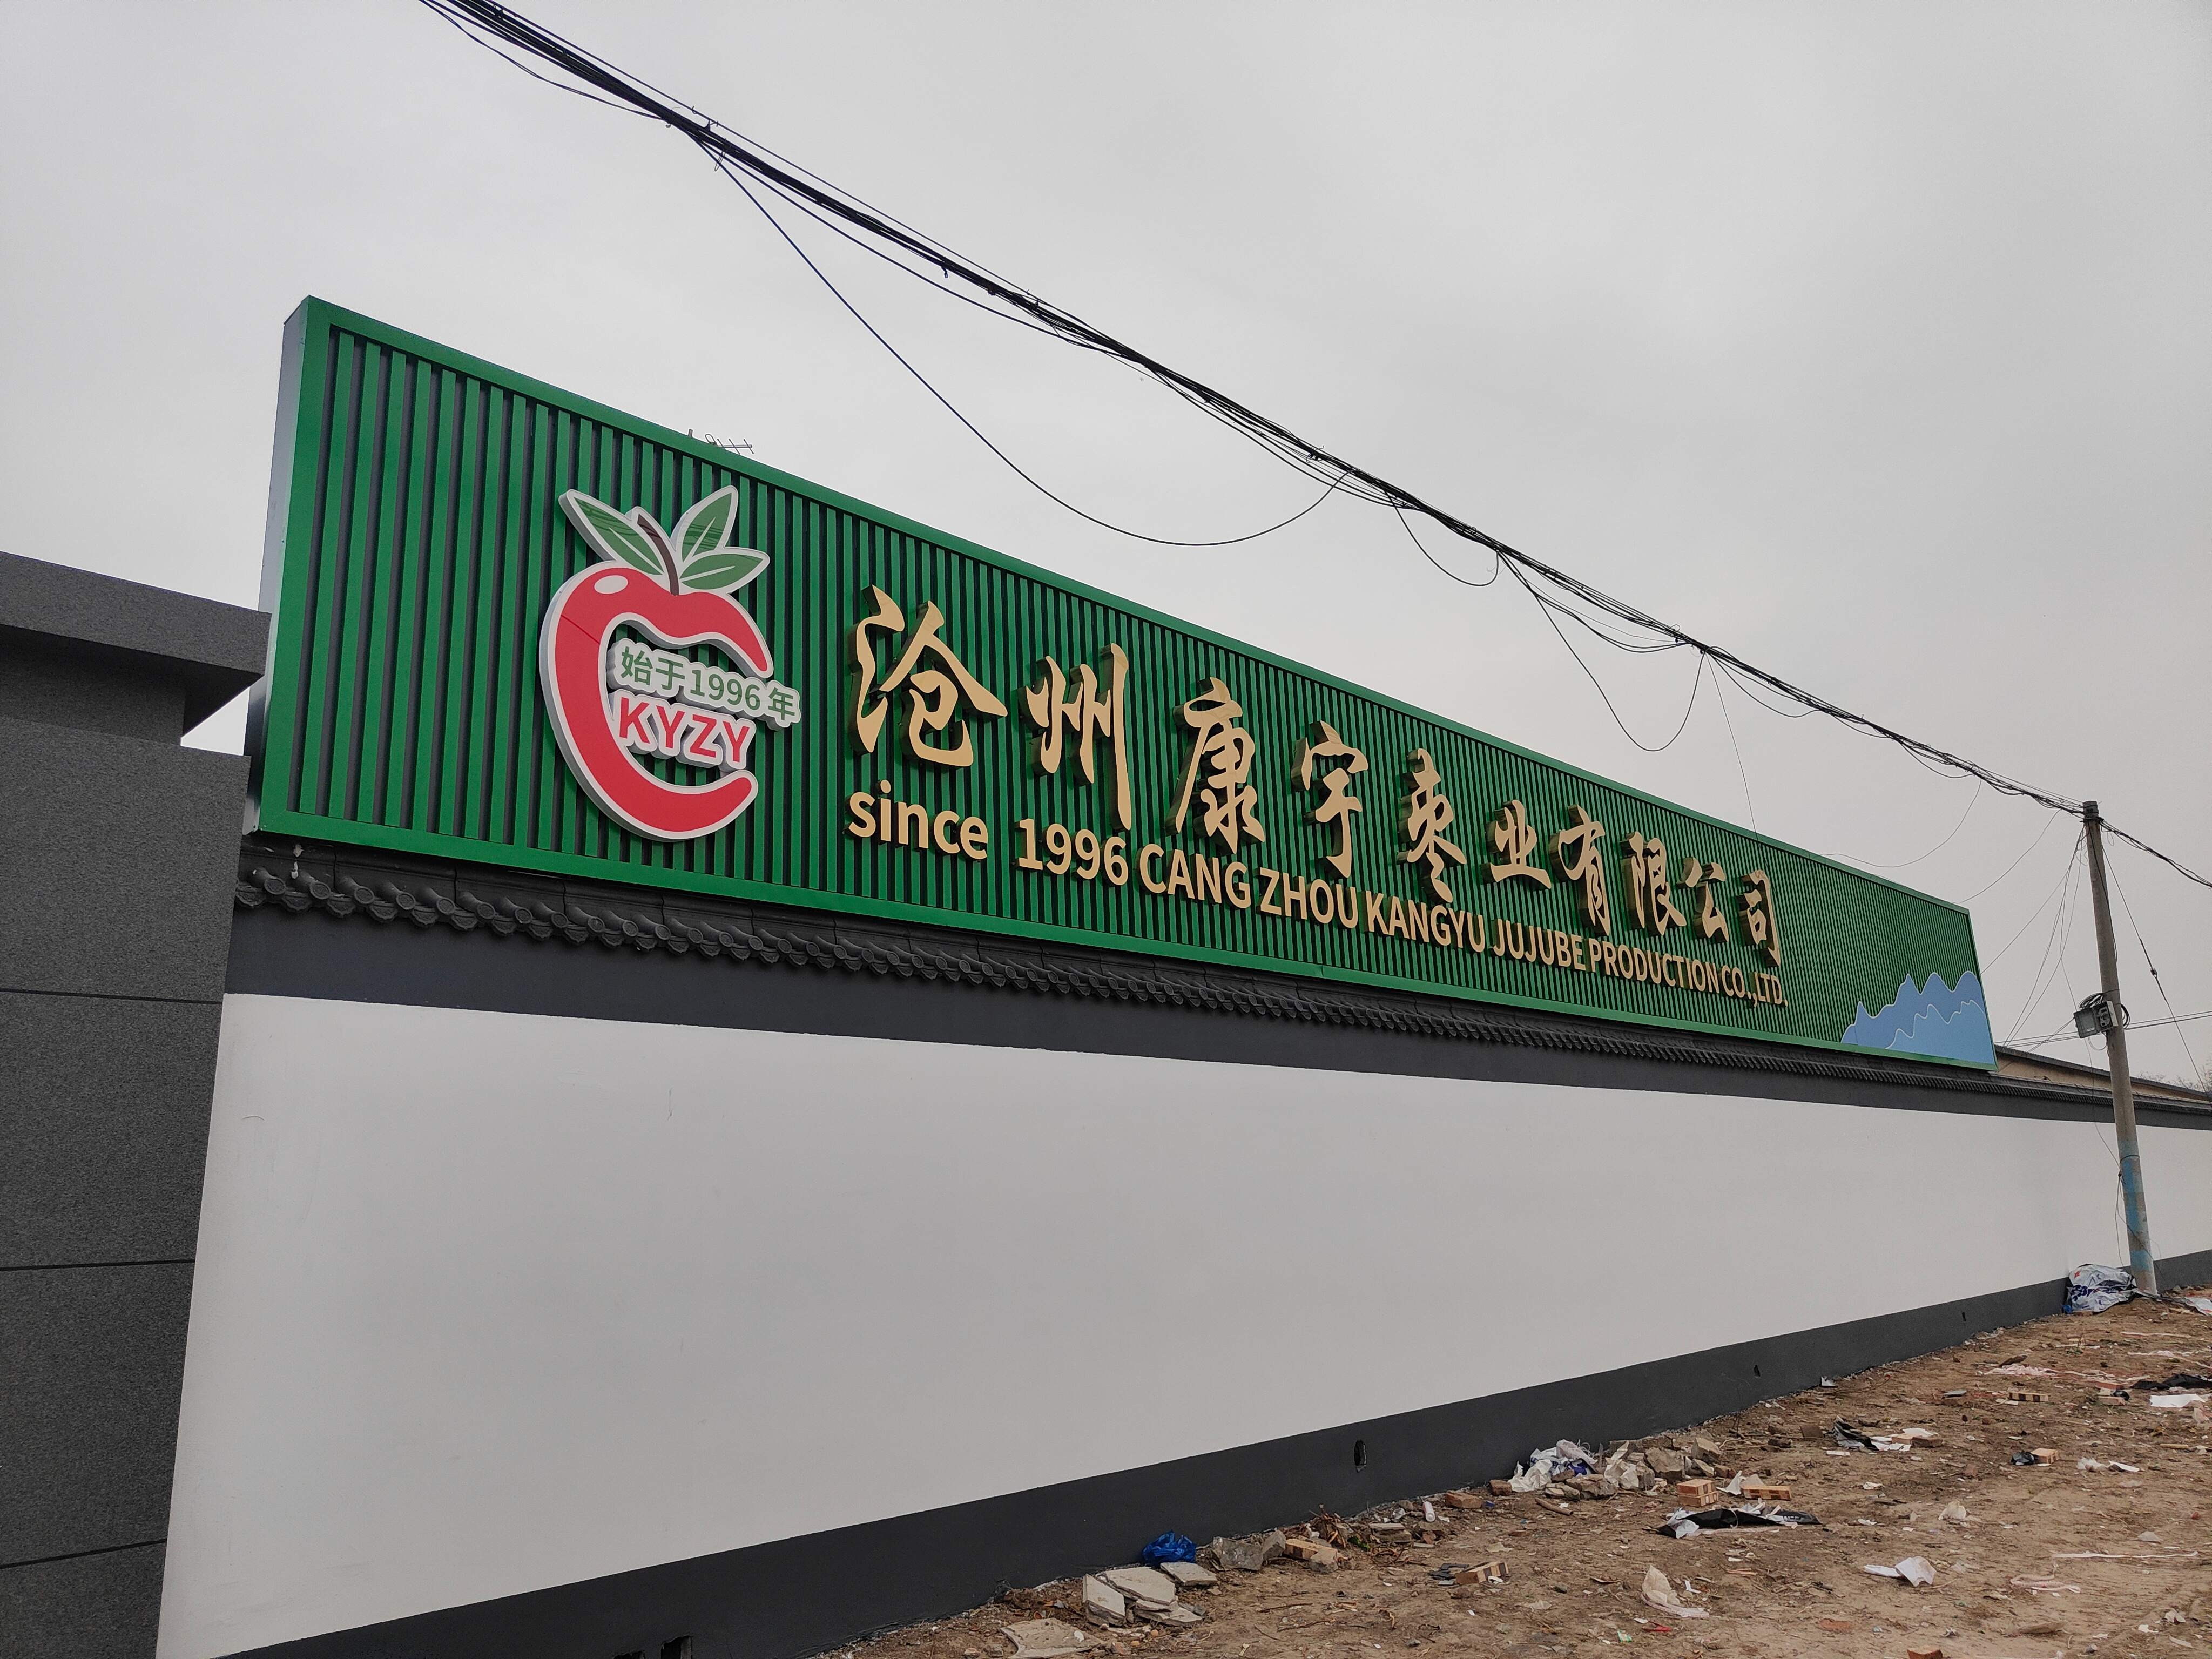 始于1996年
KYZY
沧州康宇枣业有限公司
since 1996 CANG ZHOU KANGYU JUJUBE PRODUCTION CO.,LTD.